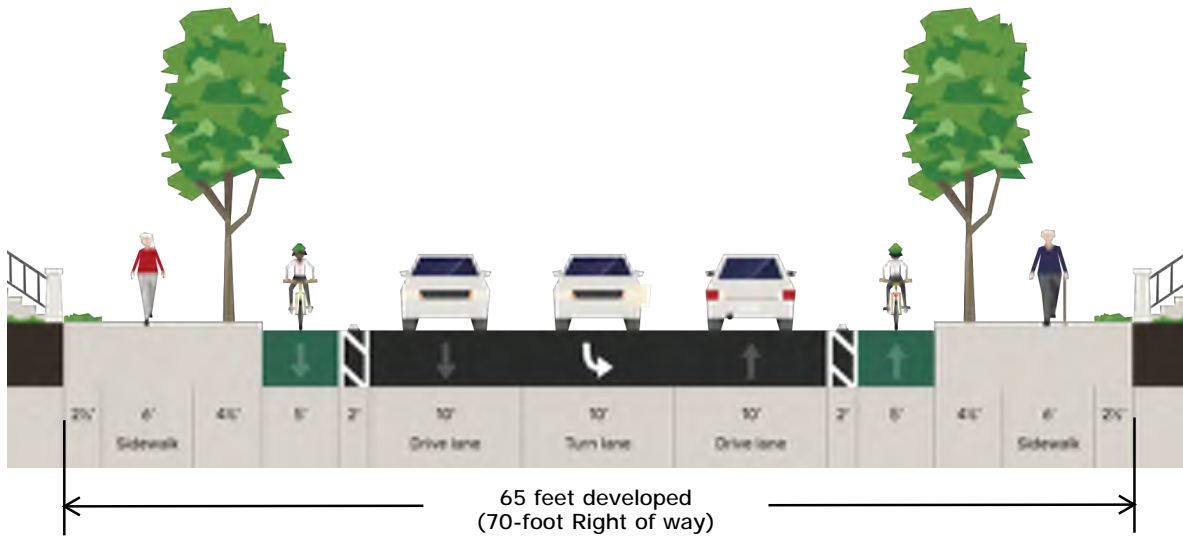 2½' 6' 4½' 5' 2' 10' 10' 10' 2' 5' 4½' 6' 2½'
Sidewalk Drive lane Turn lane Drive lane Sidewalk
65 feet developed
(70-foot Right of way)